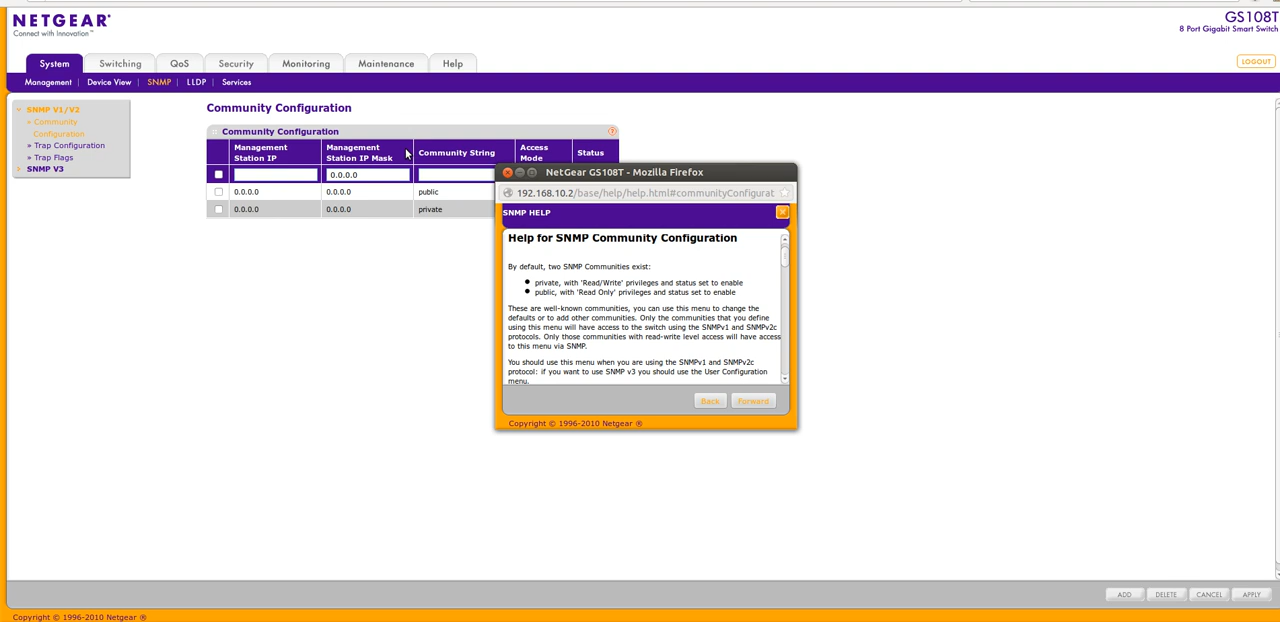 NETGEAR®
Connect with Innovation™
GS108T
8 Port Gigabit Smart Switch
System Switching QoS Security Monitoring Maintenance Help
LOGOUT
Management Device View SNMP LLDP Services
SNMP V1/V2
» Community
Configuration
» Trap Configuration
» Trap Flags
SNMP V3
Community Configuration
Community Configuration
Management Station IP Management Station IP Mask Community String Access Mode Status
0.0.0.0
0.0.0.0 0.0.0.0 public
0.0.0.0 0.0.0.0 private
NetGear GS108T - Mozilla Firefox
192.168.10.2/base/help/help.html#communityConfigurat
SNMP HELP
Help for SNMP Community Configuration
By default, two SNMP Communities exist:
private, with 'Read/Write' privileges and status set to enable
public, with 'Read Only' privileges and status set to enable
These are well-known communities, you can use this menu to change the
defaults or to add other communities. Only the communities that you define
using this menu will have access to the switch using the SNMPv1 and SNMPv2c
protocols. Only those communities with read-write level access will have access
to this menu via SNMP.
You should use this menu when you are using the SNMPv1 and SNMPv2c
protocol: if you want to use SNMP v3 you should use the User Configuration
menu.
Back Forward
Copyright © 1996-2010 Netgear ®
ADD DELETE CANCEL APPLY
Copyright © 1996-2010 Netgear ®